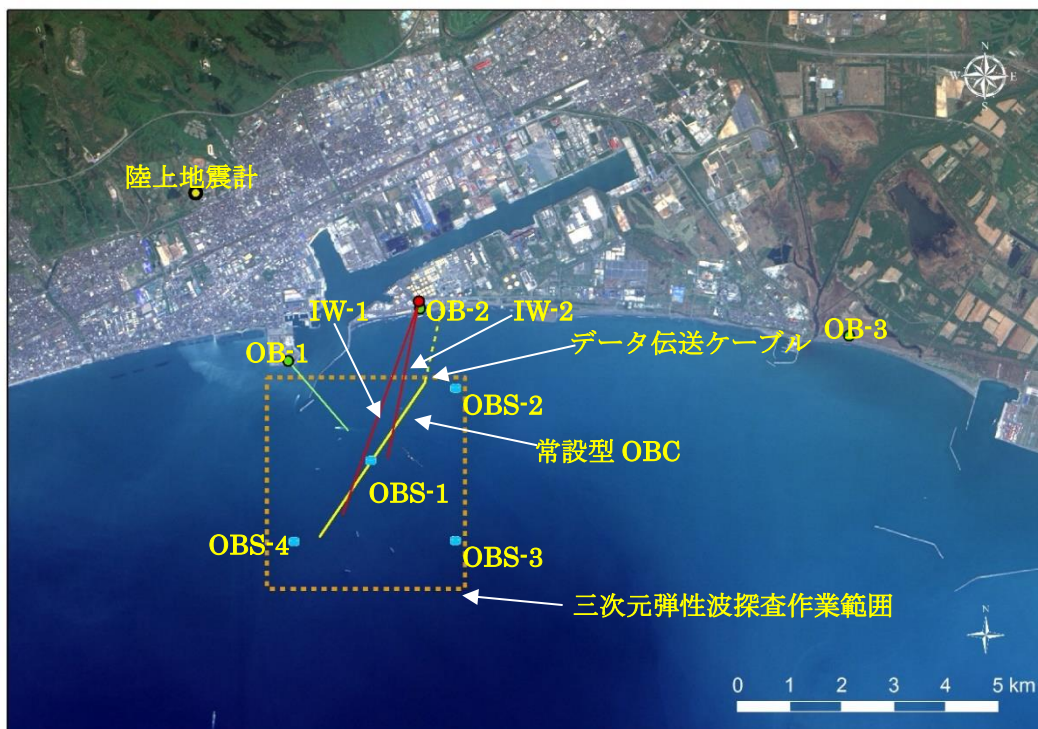 N
W E
S
陸上地震計
IW-1
OB-2
IW-2
OB-3
データ伝送ケーブル
OB-1
OBS-2
常設型 OBC
OBS-1
OBS-4
OBS-3
三次元弾性波探査作業範囲
N
0 1 2 3 4 5 km